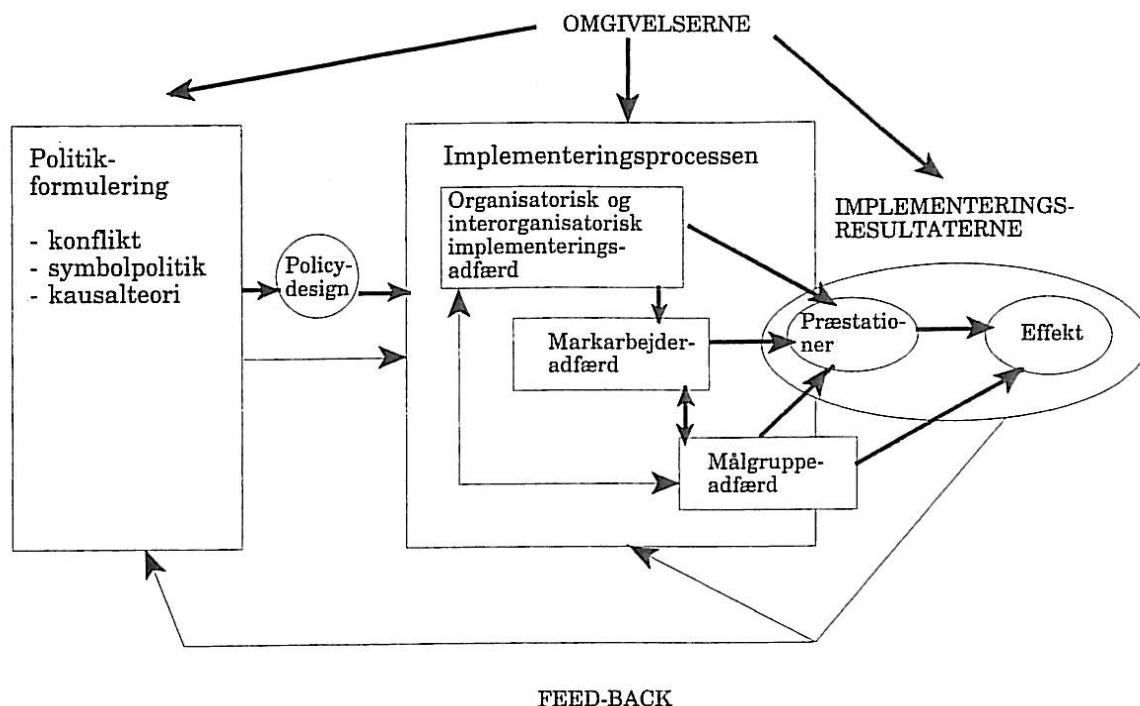 OMGIVELSERNE
Politik-
formulering
- konflikt
- symbolpolitik
- kausalteori
Policy-
design
Implementeringsprocessen
Organisatorisk og
interorganisatorisk
implementerings-
adfærd
Markarbejder-
adfærd
Målgruppe-
adfærd
IMPLEMENTERINGS-
RESULTATERNE
Præstatio-
ner
Effekt
FEED-BACK